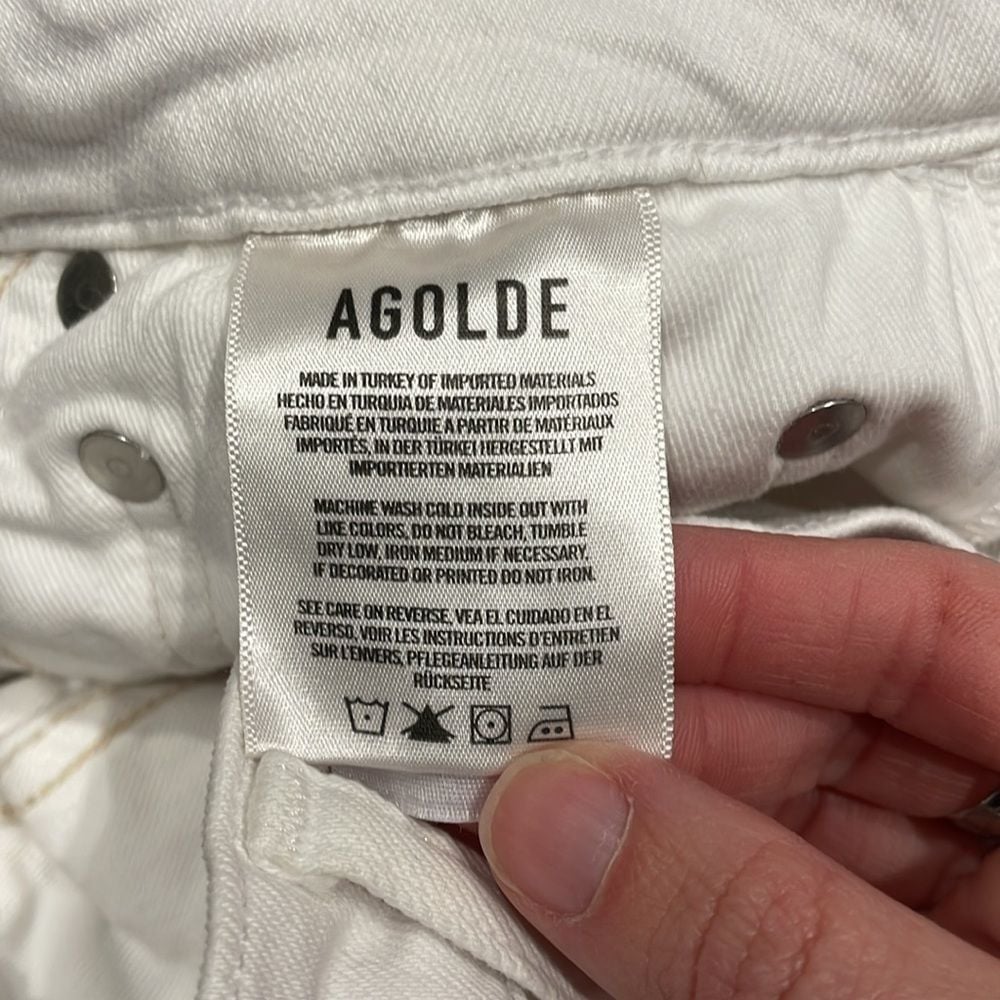 AGOLDE
MADE IN TURKEY OF IMPORTED MATERIALS
HECHO EN TURQUIA DE MATERIALES IMPORTADOS
FABRIQUÉ EN TURQUIE A PARTIR DE MATERIAUX
IMPORTÉS, IN DER TÜRKEI HERGESTELLT MIT
IMPORTIERTEN MATERIALIEN
MACHINE WASH COLD INSIDE OUT WITH
LIKE COLORS, DO NOT BLEACH, TUMBLE
DRY LOW, IRON MEDIUM IF NECESSARY.
IF DECORATED OR PRINTED DO NOT IRON.
SEE CARE ON REVERSE, VEA EL CUIDADO EN EL
REVERSO, VOIR LES INSTRUCTIONS D'ENTRETIEN
SUR L'ENVERS, PFLEGEANLEITUNG AUF DER
RÜCKSEITE